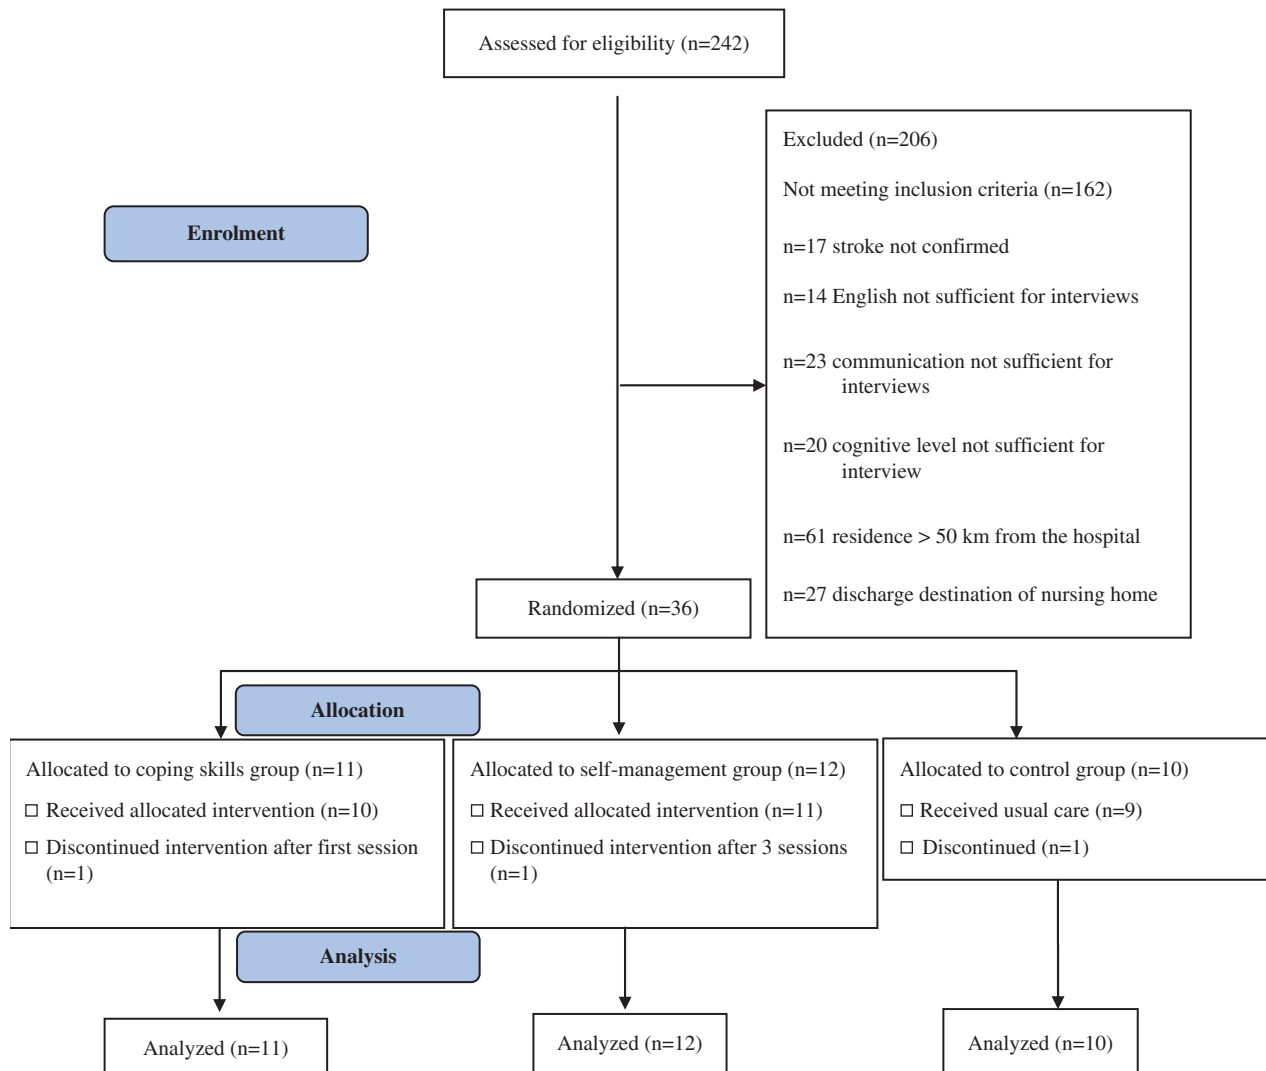 Assessed for eligibility (n=242)
Excluded (n=206)
Not meeting inclusion criteria (n=162)
n=17 stroke not confirmed
n=14 English not sufficient for interviews
n=23 communication not sufficient for
interviews
n=20 cognitive level not sufficient for
interview
n=61 residence > 50 km from the hospital
n=27 discharge destination of nursing home
Enrolment
Randomized (n=36)
Allocation
Allocated to coping skills group (n=11)
□ Received allocated intervention (n=10)
□ Discontinued intervention after first session
(n=1)
Allocated to self-management group (n=12)
□ Received allocated intervention (n=11)
□ Discontinued intervention after 3 sessions
(n=1)
Allocated to control group (n=10)
□ Received usual care (n=9)
□ Discontinued (n=1)
Analysis
Analyzed (n=11)
Analyzed (n=12)
Analyzed (n=10)